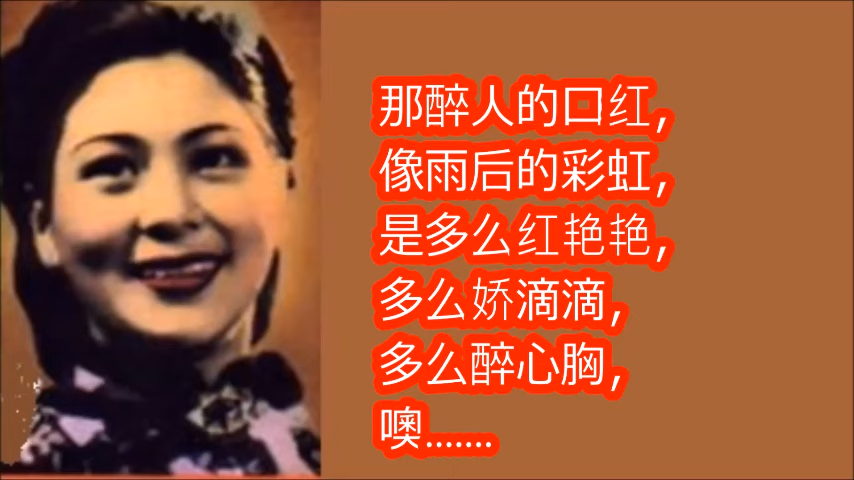 那醉人的口红，
像雨后的彩虹，
是多么红艳艳，
多么娇滴滴，
多么醉心胸，
噢.......